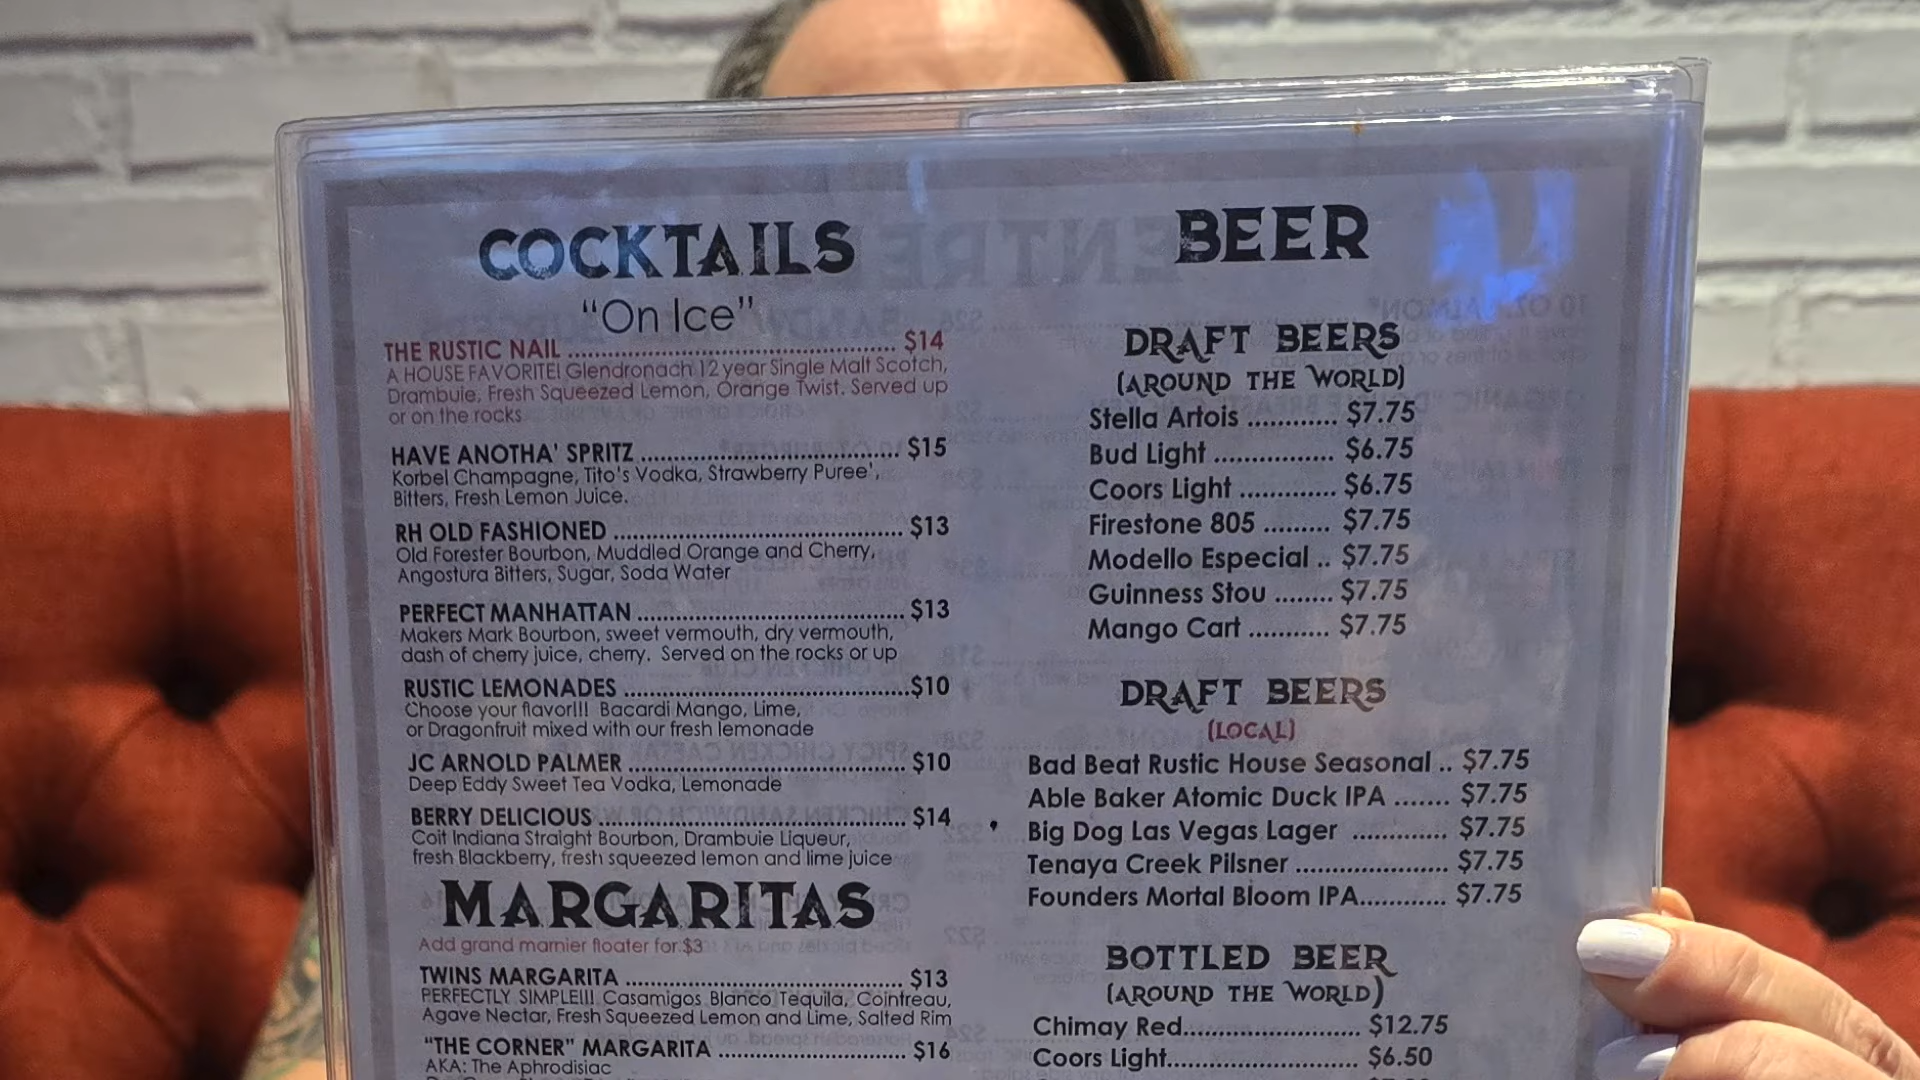 COCKTAILS
"On Ice"
THE RUSTIC NAIL ........ $14
A HOUSE FAVORITE! Glendronach 12 year Single Malt Scotch,
Drambuie, Fresh Squeezed Lemon, Orange Twist. Served up
or on the rocks
HAVE ANOTHA' SPRITZ ........ $15
Korbel Champagne, Tito's Vodka, Strawberry Puree',
Bitters, Fresh Lemon Juice.
RH OLD FASHIONED ........ $13
Old Forester Bourbon, Muddled Orange and Cherry,
Angostura Bitters, Sugar, Soda Water
PERFECT MANHATTAN ........ $13
Makers Mark Bourbon, sweet vermouth, dry vermouth,
dash of cherry juice, cherry. Served on the rocks or up
RUSTIC LEMONADES ........ $10
Choose your flavor!!! Bacardi Mango, Lime,
or Dragonfruit mixed with our fresh lemonade
JC ARNOLD PALMER ........ $10
Deep Eddy Sweet Tea Vodka, Lemonade
BERRY DELICIOUS ........ $14
Coit Indiana Straight Bourbon, Drambuie Liqueur,
fresh Blackberry, fresh squeezed lemon and lime juice
MARGARITAS
Add grand marnier floater for $3
TWINS MARGARITA ........ $13
PERFECTLY SIMPLE!!! Casamigos Blanco Tequila, Cointreau,
Agave Nectar, Fresh Squeezed Lemon and Lime, Salted Rim
"THE CORNER" MARGARITA ........ $16
AKA: The Aphrodisiac
BEER
DRAFT BEERS
(AROUND THE WORLD)
Stella Artois ............ $7.75
Bud Light ................ $6.75
Coors Light ............. $6.75
Firestone 805 ......... $7.75
Modello Especial .. $7.75
Guinness Stou ........ $7.75
Mango Cart ........... $7.75
DRAFT BEERS
(LOCAL)
Bad Beat Rustic House Seasonal .. $7.75
Able Baker Atomic Duck IPA ....... $7.75
Big Dog Las Vegas Lager ............ $7.75
Tenaya Creek Pilsner ..................... $7.75
Founders Mortal Bloom IPA............ $7.75
BOTTLED BEER
(AROUND THE WORLD)
Chimay Red........................ $12.75
Coors Light.......................... $6.50